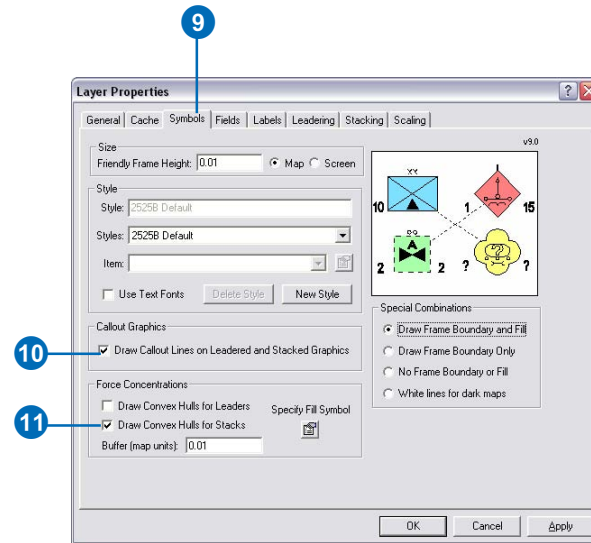 9
Layer Properties
?
General Cache Symbols Fields Labels Leadering Stacking Scaling
v9.0
Size
Friendly Frame Height: 0.01 Map Screen
Style
Style: 2525B Default
Styles: 2525B Default
Item:
Use Text Fonts Delete Style New Style
XY
10 1 15
A
2 2 ? ? ?
Callout Graphics
10
Draw Callout Lines on Leadered and Stacked Graphics
Force Concentrations
Draw Convex Hulls for Leaders
Specify Fill Symbol
11
Draw Convex Hulls for Stacks
Buffer (map units): 0.01
Special Combinations
Draw Frame Boundary and Fill
Draw Frame Boundary Only
No Frame Boundary or Fill
White lines for dark maps
OK Cancel Apply